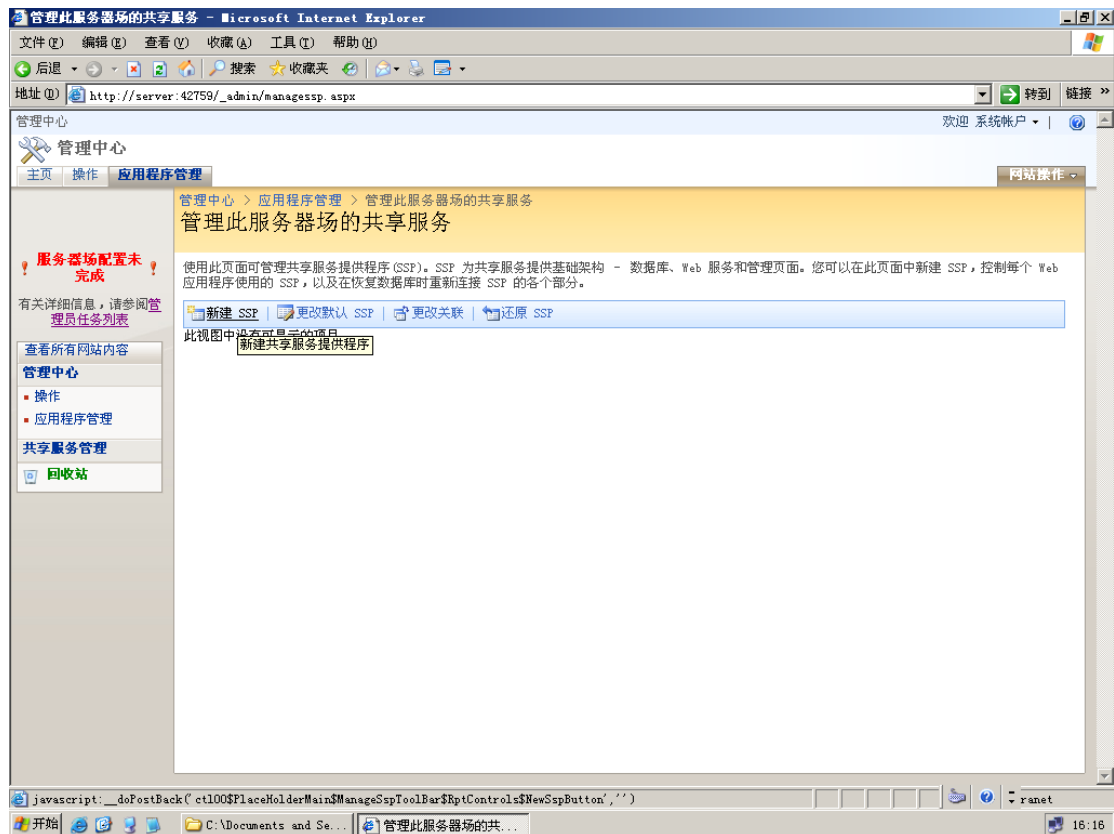 管理此服务器场的共享服务 - Microsoft Internet Explorer
文件(F) 编辑(E) 查看(V) 收藏(A) 工具(T) 帮助(H)
后退 搜索 收藏夹
地址(D) http://server:42759/_admin/managessp.aspx 转到 链接 »
管理中心 欢迎 系统帐户 |
管理中心
主页 操作 应用程序管理 网站操作
管理中心 > 应用程序管理 > 管理此服务器场的共享服务
管理此服务器场的共享服务
服务器场配置未
完成
有关详细信息，请参阅管
理员任务列表
查看所有网站内容
管理中心
操作
应用程序管理
共享服务管理
回收站
使用此页面可管理共享服务提供程序(SSP)。SSP 为共享服务提供基础架构 - 数据库、Web 服务和管理页面。您可以在此页面中新建 SSP，控制每个 Web
应用程序使用的 SSP，以及在恢复数据库时重新连接 SSP 的各个部分。
新建 SSP | 更改默认 SSP | 更改关联 | 还原 SSP
此视图中没有可显示的项目
新建共享服务提供程序
javascript:__doPostBack('ctl00$PlaceHolderMain$ManageSspToolBar$RptControls$NewSspButton','') ranet
开始 C:\Documents and Se... 管理此服务器场的共... 16:16